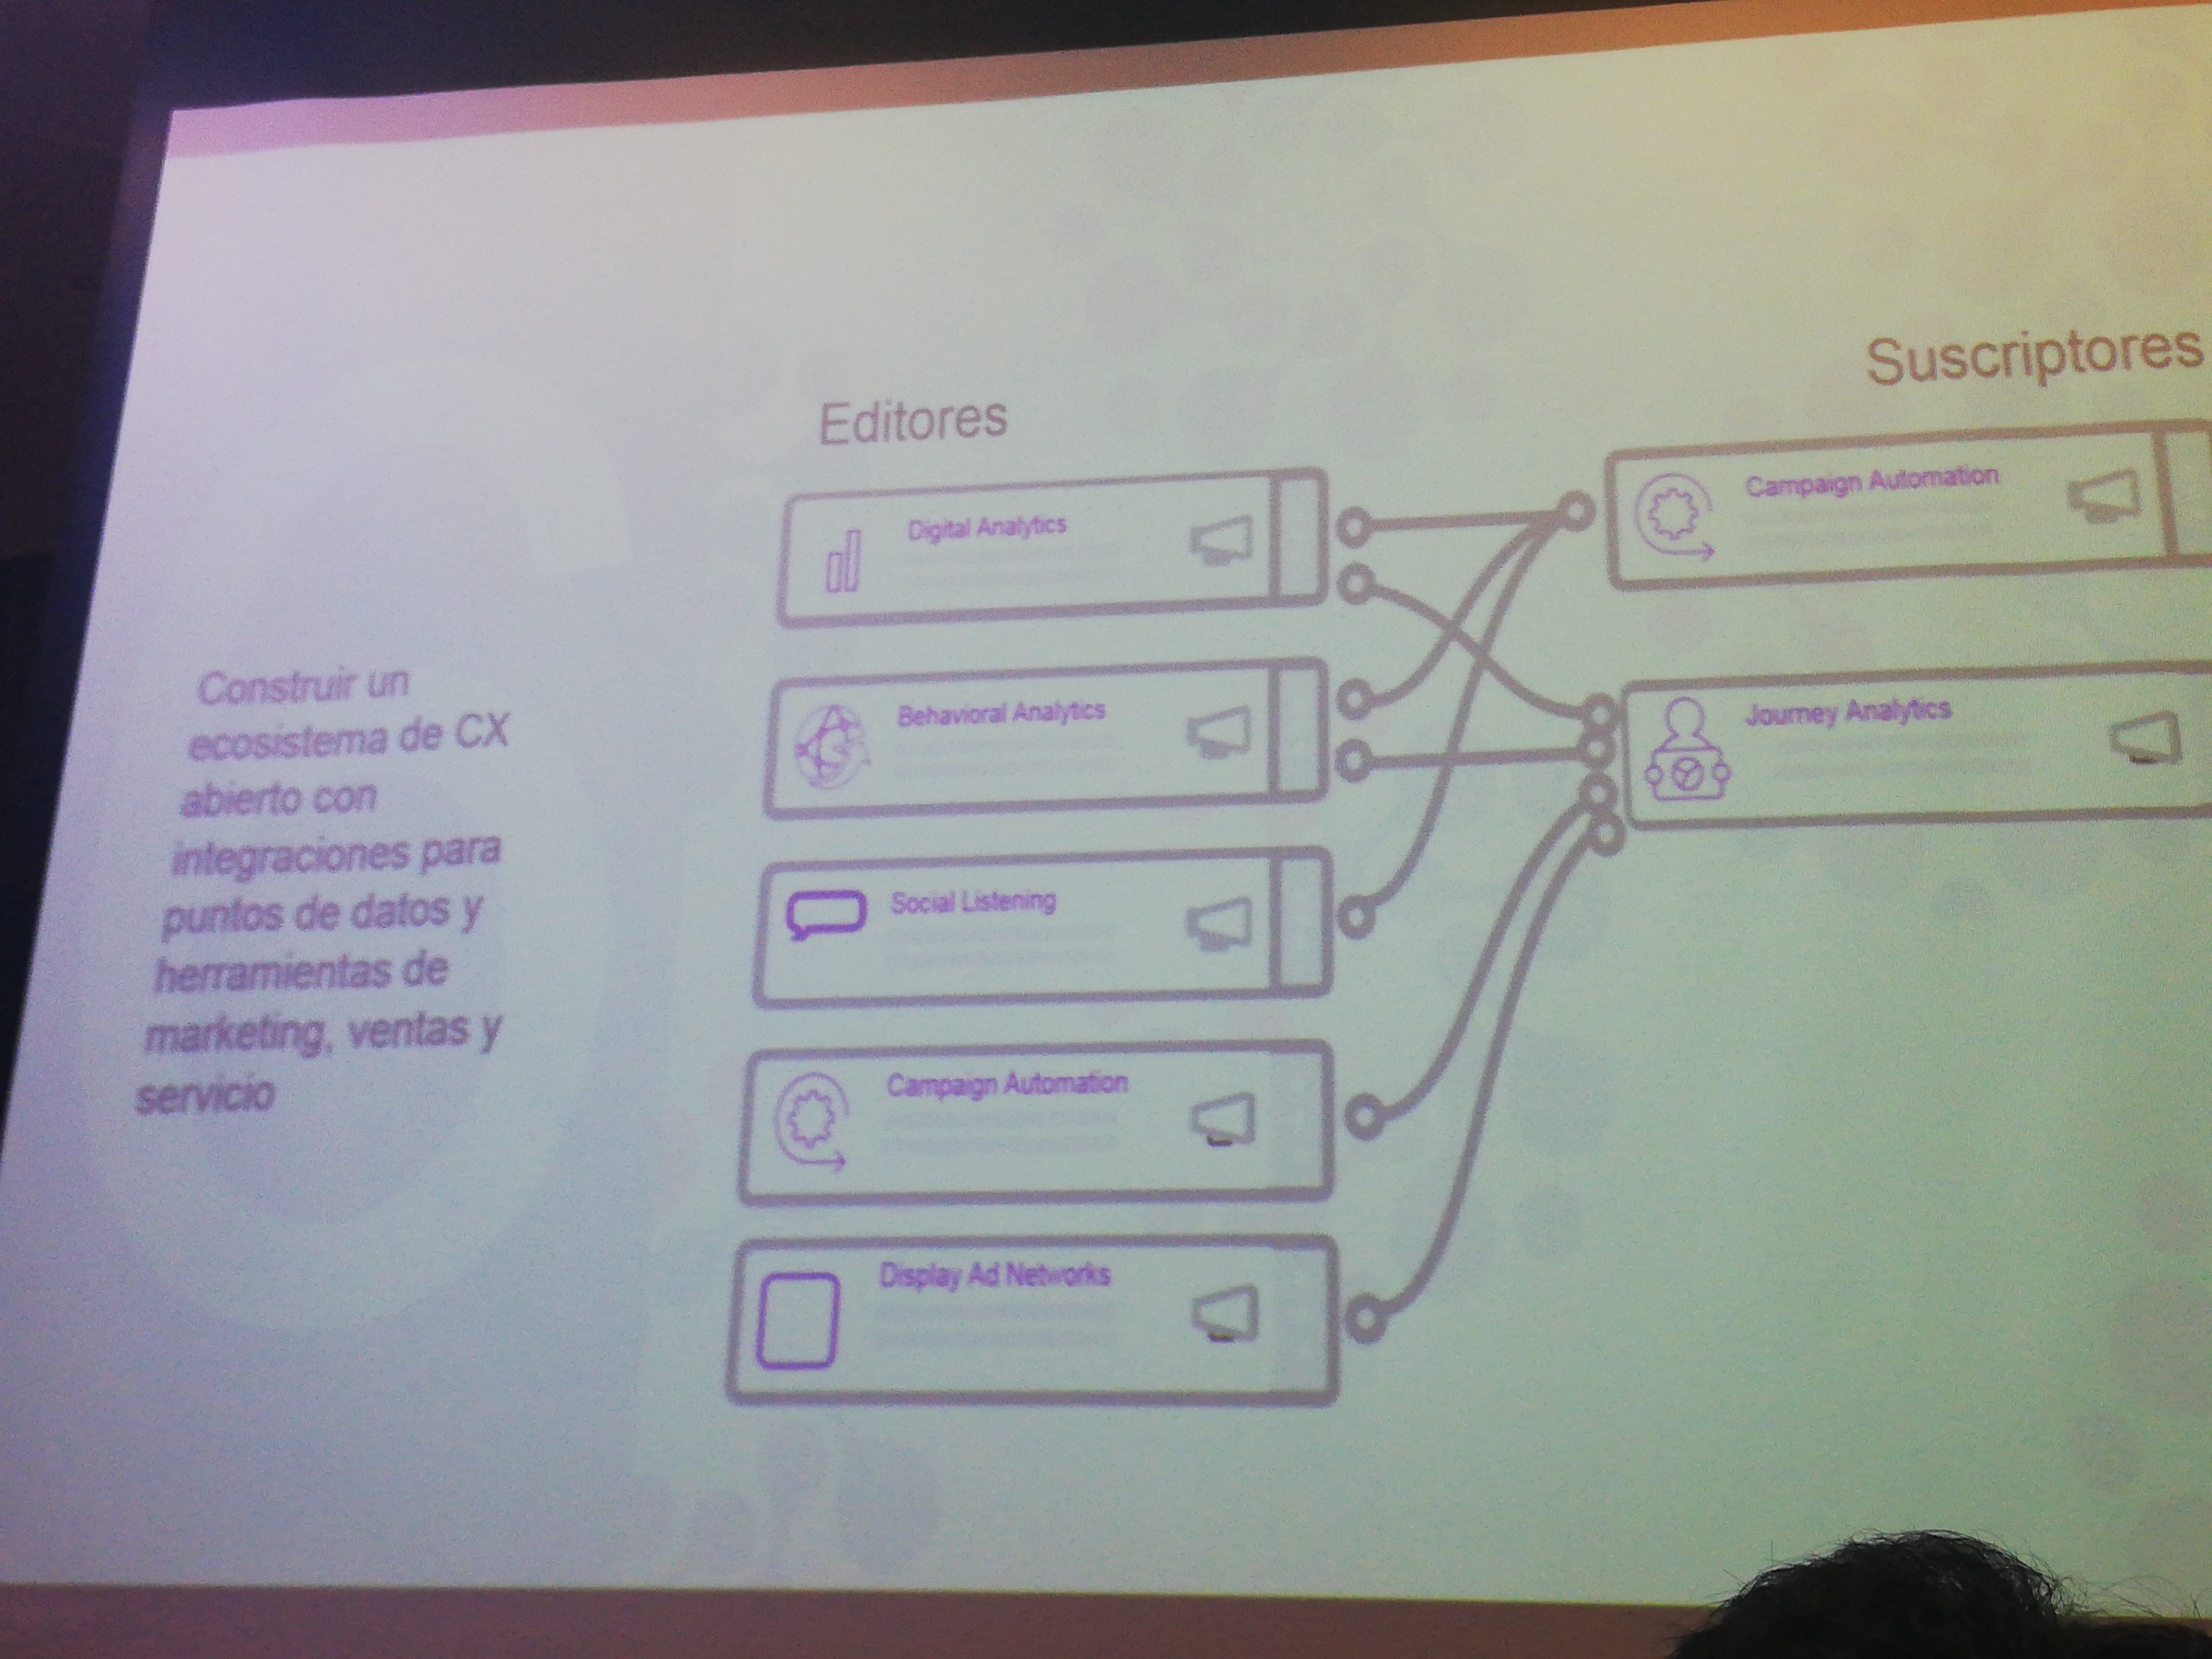 Construir un
ecosistema de CX
abierto con
integraciones para
puntos de datos y
herramientas de
marketing, ventas y
servicio
Editores
Digital Analytics
Behavioral Analytics
Social Listening
Campaign Automation
Display Ad Networks
Suscriptores
Campaign Automation
Journey Analytics